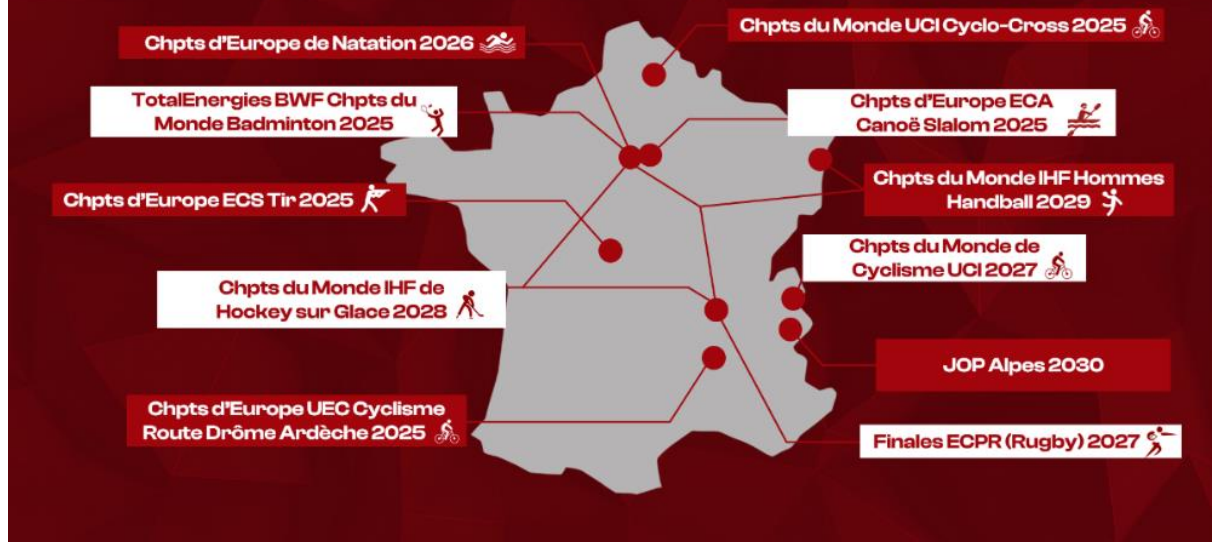 Chpts du Monde UCI Cyclo-Cross 2025
Chpts d'Europe de Natation 2026
TotalEnergies BWF Chpts du
Monde Badminton 2025
Chpts d'Europe ECA
Canoë Slalom 2025
Chpts d'Europe ECS Tir 2025
Chpts du Monde IHF Hommes
Handball 2029
Chpts du Monde de
Cyclisme UCI 2027
Chpts du Monde IHF de
Hockey sur Glace 2028
JOP Alpes 2030
Chpts d'Europe UEC Cyclisme
Route Drôme Ardèche 2025
Finales ECPR (Rugby) 2027